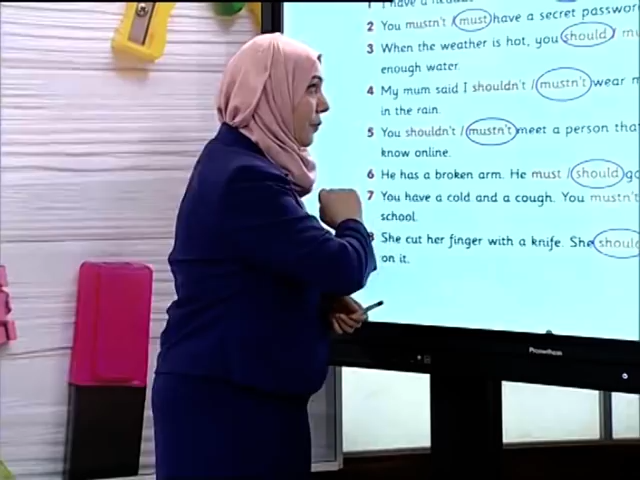 2 You mustn't / must have a secret password
3 When the weather is hot, you should / mu
enough water.
4 My mum said I shouldn't / mustn't wear m
in the rain.
5 You shouldn't / mustn't meet a person that
know online.
6 He has a broken arm. He must / should go
7 You have a cold and a cough. You mustn't
school.
8 She cut her finger with a knife. She should
on it.
Promethean